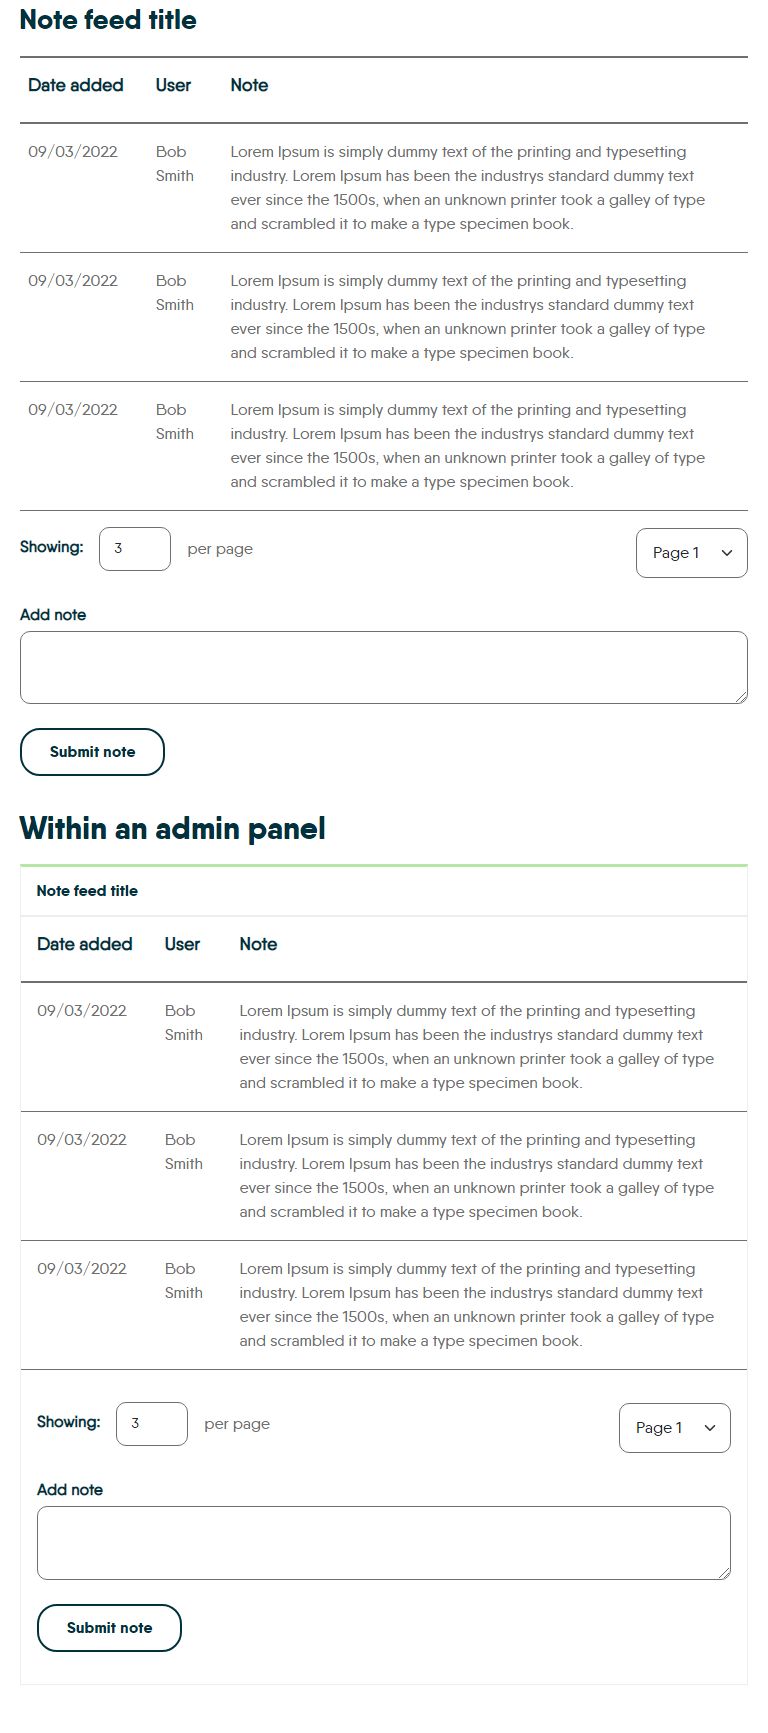 Note feed title
Date added User Note
09/03/2022 Bob Smith Lorem Ipsum is simply dummy text of the printing and typesetting
industry. Lorem Ipsum has been the industrys standard dummy text
ever since the 1500s, when an unknown printer took a galley of type
and scrambled it to make a type specimen book.
09/03/2022 Bob Smith Lorem Ipsum is simply dummy text of the printing and typesetting
industry. Lorem Ipsum has been the industrys standard dummy text
ever since the 1500s, when an unknown printer took a galley of type
and scrambled it to make a type specimen book.
09/03/2022 Bob Smith Lorem Ipsum is simply dummy text of the printing and typesetting
industry. Lorem Ipsum has been the industrys standard dummy text
ever since the 1500s, when an unknown printer took a galley of type
and scrambled it to make a type specimen book.
Showing: 3 per page Page 1
Add note
Submit note
Within an admin panel
Note feed title
Date added User Note
09/03/2022 Bob Smith Lorem Ipsum is simply dummy text of the printing and typesetting
industry. Lorem Ipsum has been the industrys standard dummy text
ever since the 1500s, when an unknown printer took a galley of type
and scrambled it to make a type specimen book.
09/03/2022 Bob Smith Lorem Ipsum is simply dummy text of the printing and typesetting
industry. Lorem Ipsum has been the industrys standard dummy text
ever since the 1500s, when an unknown printer took a galley of type
and scrambled it to make a type specimen book.
09/03/2022 Bob Smith Lorem Ipsum is simply dummy text of the printing and typesetting
industry. Lorem Ipsum has been the industrys standard dummy text
ever since the 1500s, when an unknown printer took a galley of type
and scrambled it to make a type specimen book.
Showing: 3 per page Page 1
Add note
Submit note